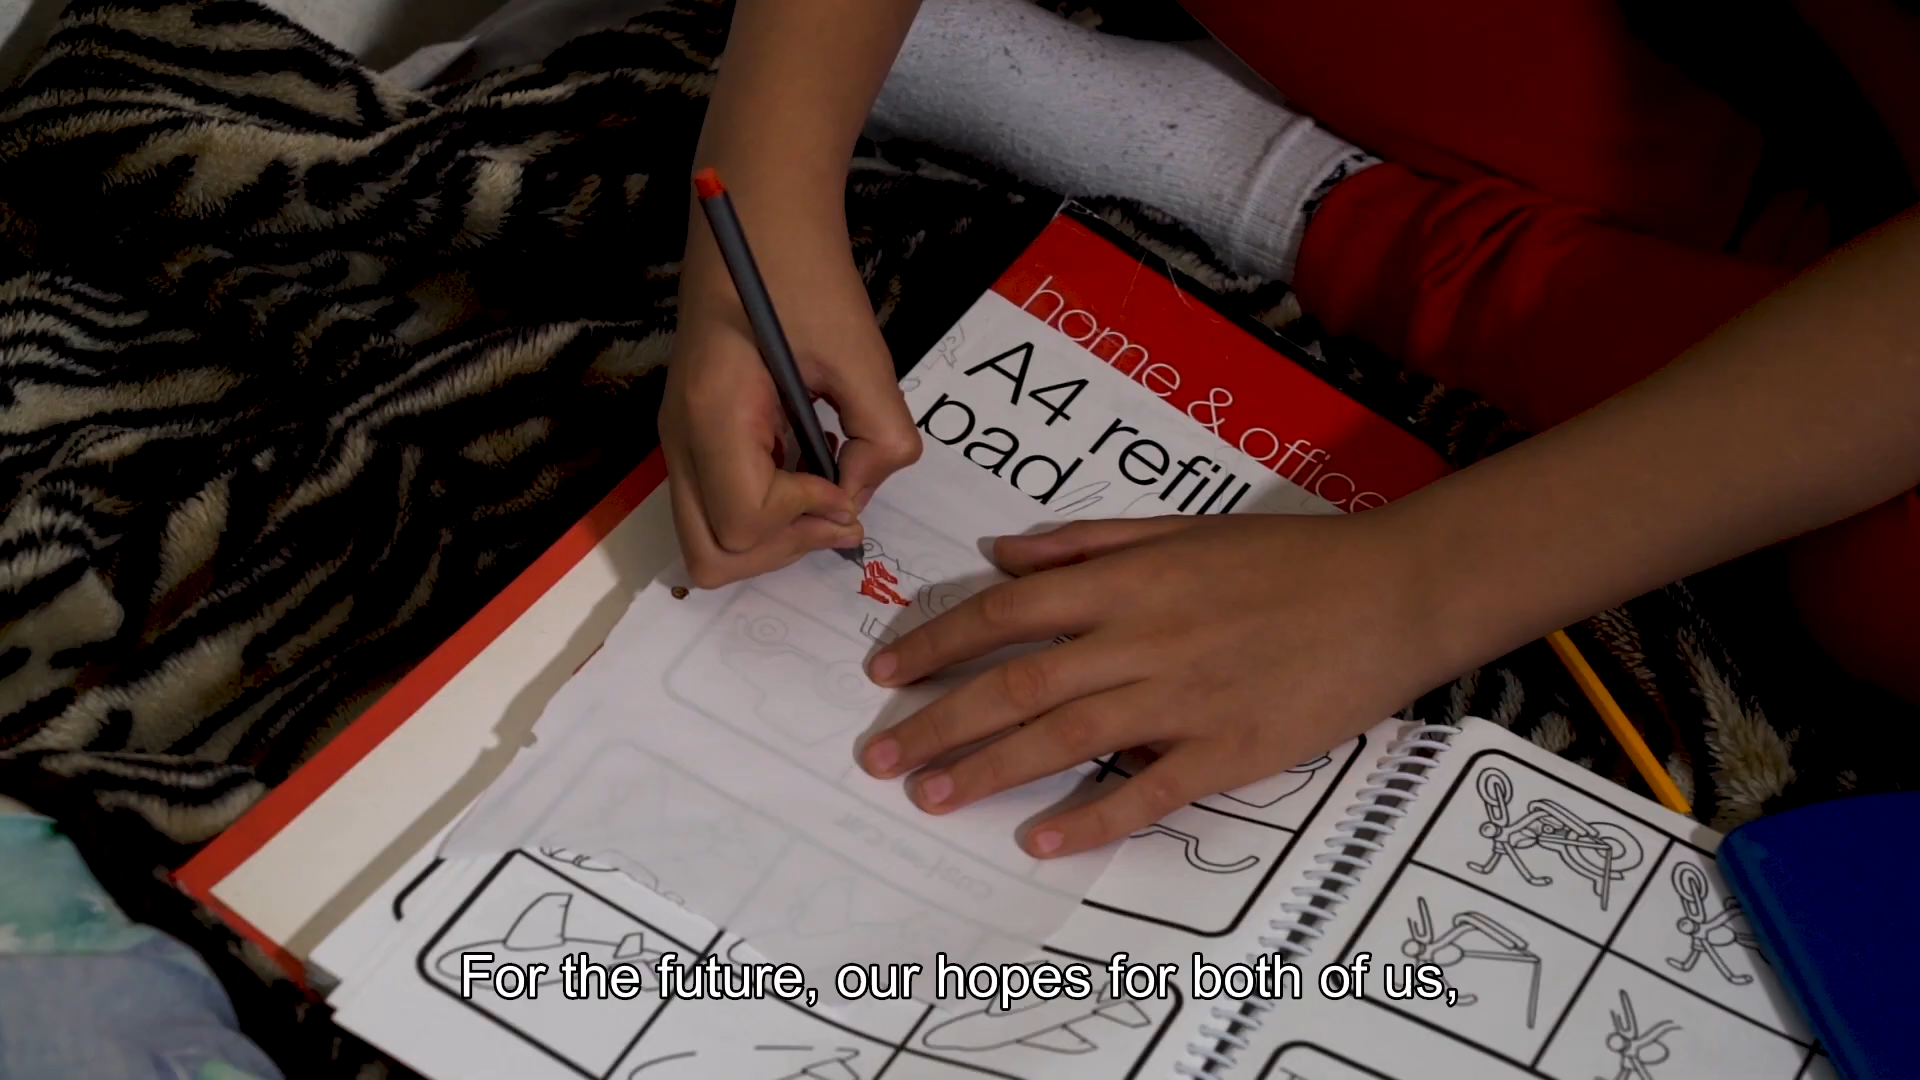 home & office
A4 refill
pad
For the future, our hopes for both of us,